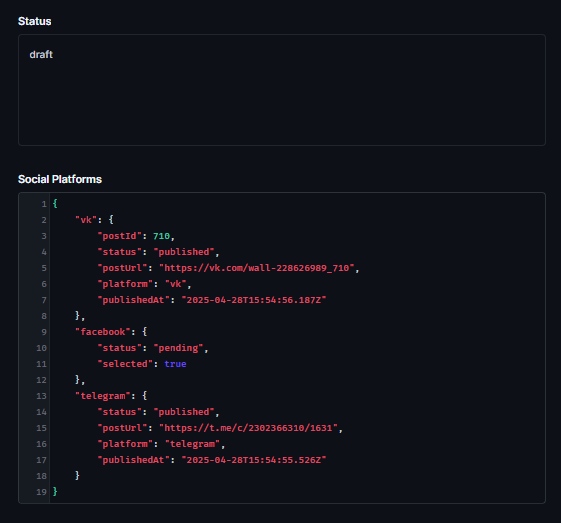 Status
draft
Social Platforms
1 {
2 "vk": {
3 "postId": 710,
4 "status": "published",
5 "postUrl": "https://vk.com/wall-228626989_710",
6 "platform": "vk",
7 "publishedAt": "2025-04-28T15:54:56.187Z"
8 },
9 "facebook": {
10 "status": "pending",
11 "selected": true
12 },
13 "telegram": {
14 "status": "published",
15 "postUrl": "https://t.me/c/2302366310/1631",
16 "platform": "telegram",
17 "publishedAt": "2025-04-28T15:54:55.526Z"
18 }
19 }